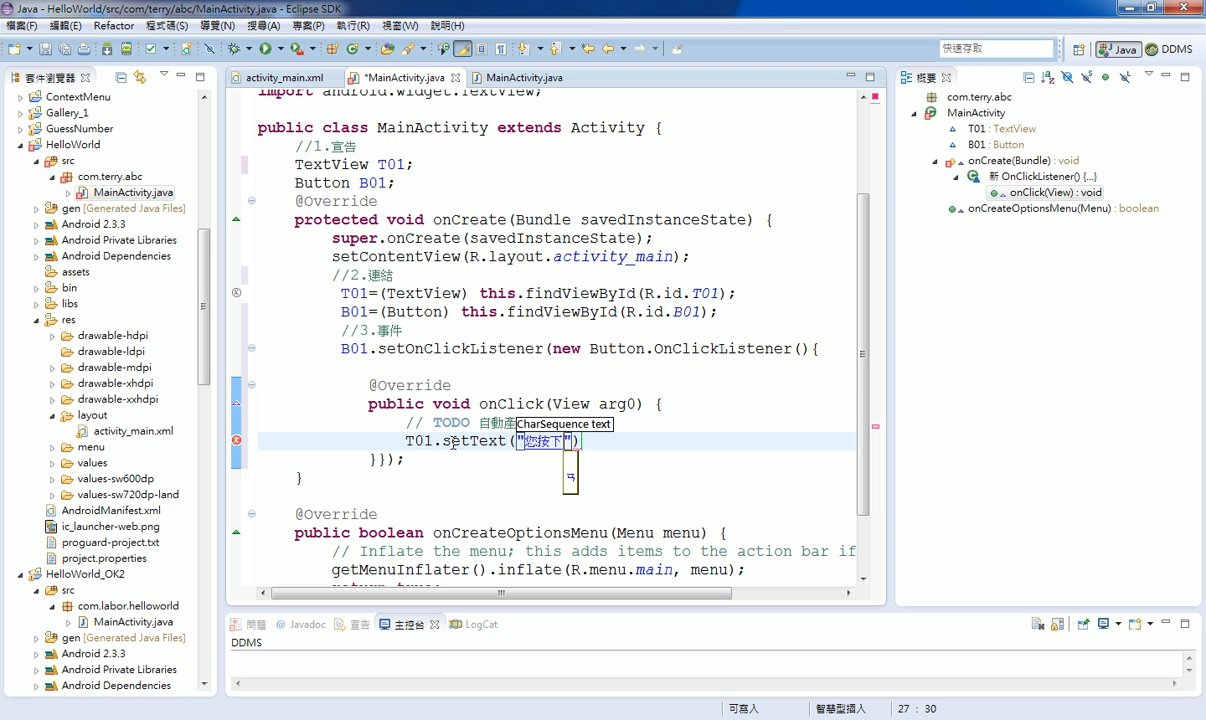 Java - HelloWorld/src/com/terry/abc/MainActivity.java - Eclipse SDK
檔案(F) 編輯(E) Refactor 程式碼(S) 導覽(N) 搜尋(A) 專案(P) 執行(R) 視窗(W) 說明(H)
快速存取
Java
DDMS
套件瀏覽器
ContextMenu
Gallery_1
GuessNumber
HelloWorld
src
com.terry.abc
MainActivity.java
gen [Generated Java Files]
Android 2.3.3
Android Private Libraries
Android Dependencies
assets
bin
libs
res
drawable-hdpi
drawable-ldpi
drawable-mdpi
drawable-xhdpi
drawable-xxhdpi
layout
activity_main.xml
menu
values
values-sw600dp
values-sw720dp-land
AndroidManifest.xml
ic_launcher-web.png
proguard-project.txt
project.properties
HelloWorld_OK2
src
com.labor.helloworld
MainActivity.java
gen [Generated Java Files]
Android 2.3.3
Android Private Libraries
Android Dependencies
activity_main.xml
*MainActivity.java
MainActivity.java
import android.widget.TextView;
public class MainActivity extends Activity {
//1.宣告
TextView T01;
Button B01;
@Override
protected void onCreate(Bundle savedInstanceState) {
super.onCreate(savedInstanceState);
setContentView(R.layout.activity_main);
//2.連結
T01=(TextView) this.findViewById(R.id.T01);
B01=(Button) this.findViewById(R.id.B01);
//3.事件
B01.setOnClickListener(new Button.OnClickListener(){
@Override
public void onClick(View arg0) {
// TODO 自動產
CharSequence text
T01.setText("您按下")
ㄢ
}});
}
@Override
public boolean onCreateOptionsMenu(Menu menu) {
// Inflate the menu; this adds items to the action bar if
getMenuInflater().inflate(R.menu.main, menu);
return true;
概要
com.terry.abc
MainActivity
T01 : TextView
B01 : Button
onCreate(Bundle) : void
新 OnClickListener() {...}
onClick(View) : void
onCreateOptionsMenu(Menu) : boolean
問題 @ Javadoc 宣告 主控台 LogCat
DDMS
可寫入
智慧型插入
27 : 30